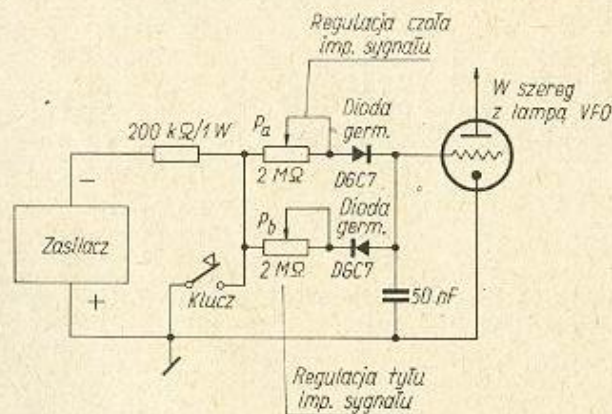 Regulacja czoła
imp. sygnału
W szereg
z lampą VFO
200 kΩ/1W
Pa
Dioda
germ.
2 MΩ
DGC7
Zasilacz
−
+
Klucz
Pb
Dioda
germ.
2 MΩ
DGC7
50 nF
Regulacja tyłu
imp. sygnału